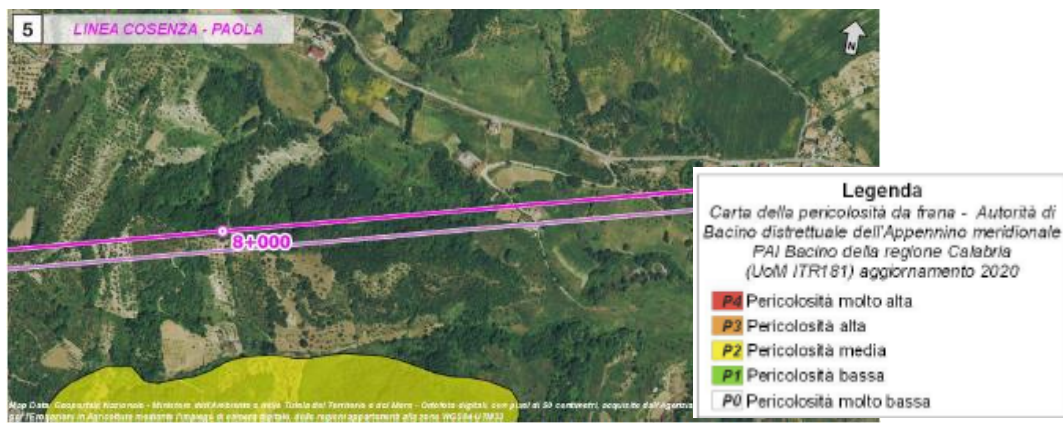 5
LINEA COSENZA - PAOLA
N
8+000
Legenda
Carta della pericolosità da frana - Autorità di
Bacino distrettuale dell'Appennino meridionale
PAI Bacino della regione Calabria
(UoM ITR181) aggiornamento 2020
P4 Pericolosità molto alta
P3 Pericolosità alta
P2 Pericolosità media
P1 Pericolosità bassa
P0 Pericolosità molto bassa
Map Data: Geoportale Nazionale - Ministero dell'Ambiente e della Tutela del Territorio e del Mare - Ortofoto digitali, con pixel di 50 centimetri, acquisite dall'Agenzia
per l'Erogazioni in Agricoltura mediante l'impiego di camere digitali, delle regioni appartenenti alla zona WGS84-UTM33